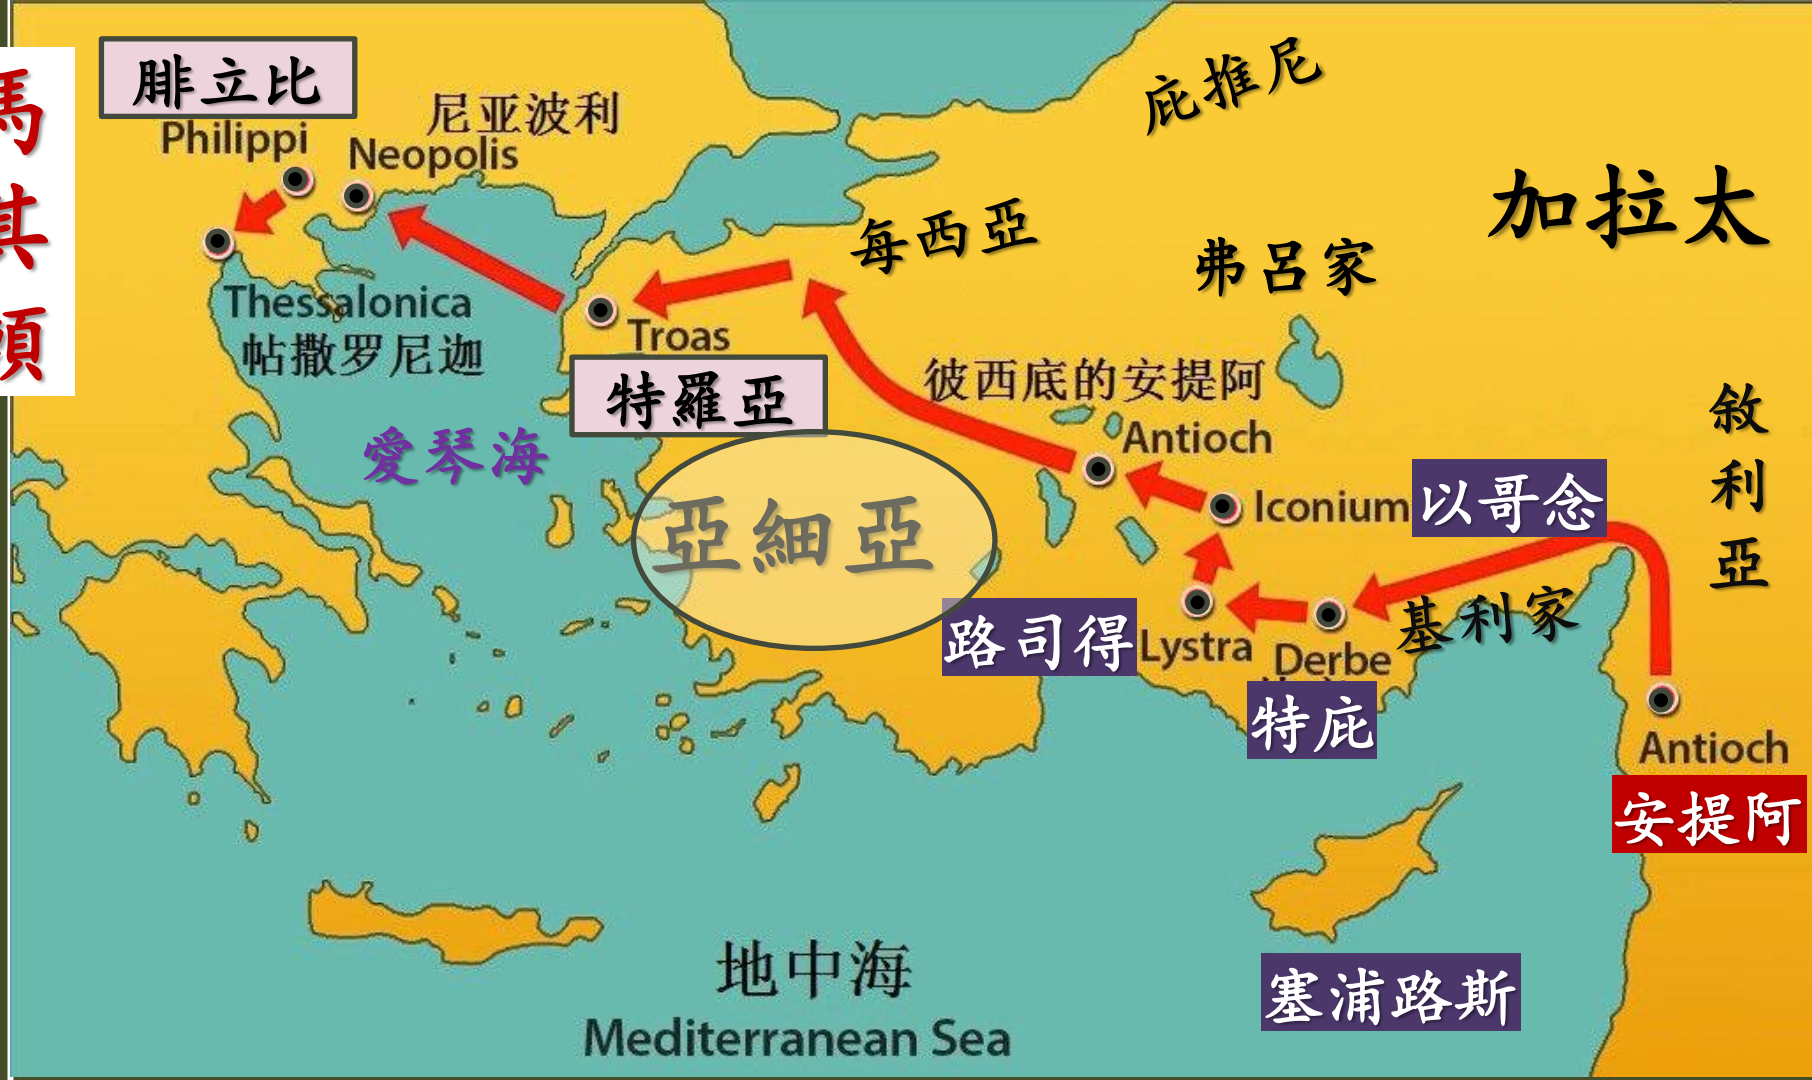 馬
其
頓
腓立比
Philippi
尼亚波利
Neopolis
庇推尼
加拉太
每西亞
弗呂家
Thessalonica
帖撒罗尼迦
Troas
特羅亞
彼西底的安提阿
Antioch
愛琴海
亞細亞
Iconium
以哥念
敘
利
亞
路司得
Lystra
Derbe
特庇
基利家
Antioch
安提阿
塞浦路斯
地中海
Mediterranean Sea